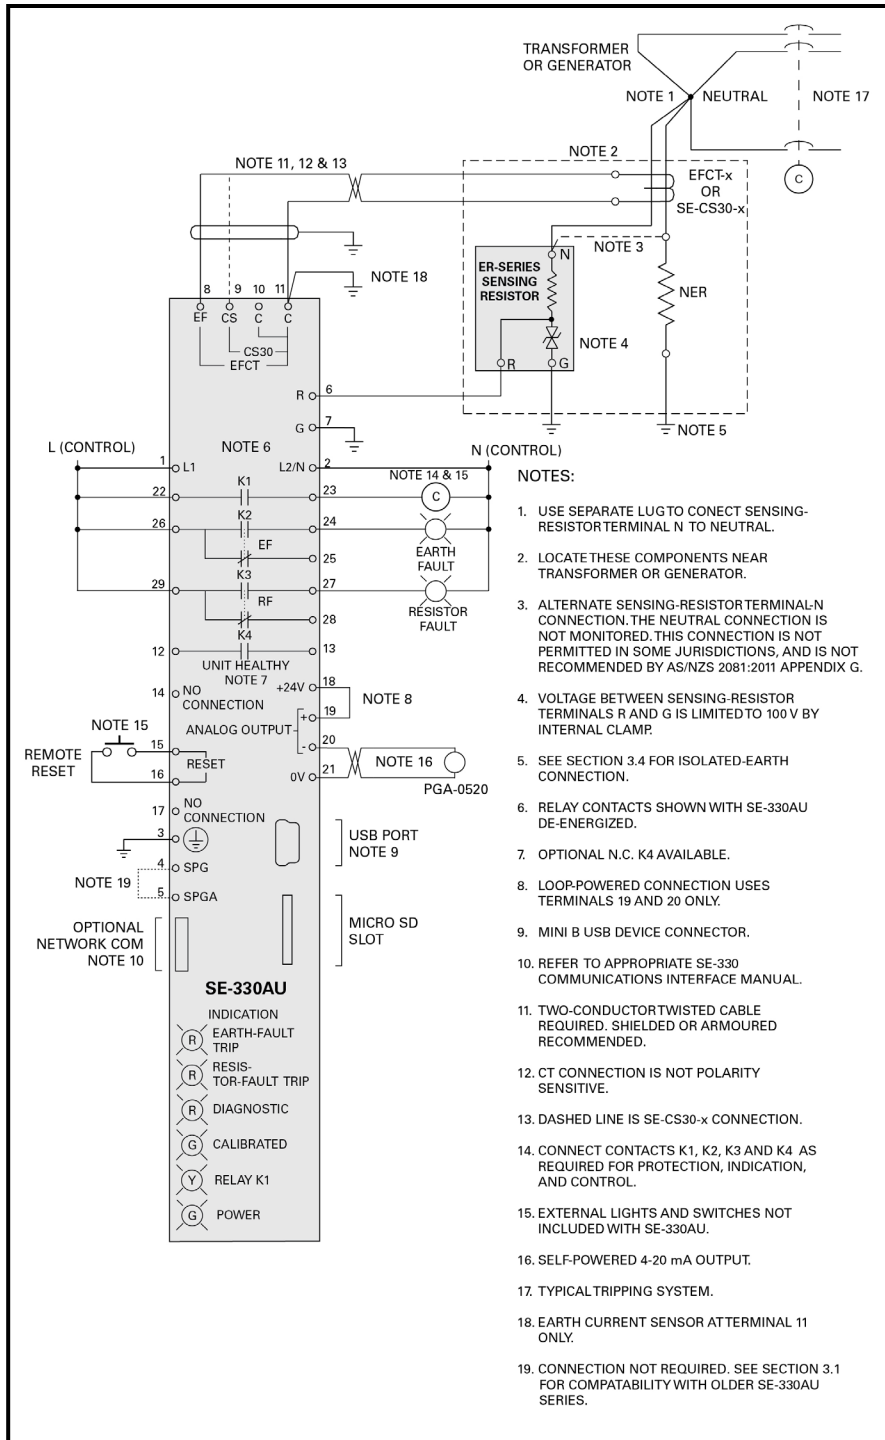 TRANSFORMER
OR GENERATOR
NOTE 1
NEUTRAL
NOTE 17
NOTE 2
NOTE 11, 12 & 13
EFCT-x
OR
SE-CS30-x
C
NOTE 3
N
ER-SERIES
SENSING
RESISTOR
NOTE 18
NER
8
9
10
11
EF
CS
C
C
CS30
EFCT
NOTE 4
R
G
R
6
G
7
NOTE 5
L (CONTROL)
NOTE 6
N (CONTROL)
1
L1
L2/N
2
NOTE 14 & 15
22
K1
23
C
26
K2
24
EF
25
EARTH
FAULT
29
K3
27
RF
28
RESISTOR
FAULT
K4
12
13
UNIT HEALTHY
NOTE 7
14
NO
CONNECTION
+24V
18
NOTE 8
+
19
ANALOG OUTPUT
-
20
NOTE 15
REMOTE
RESET
15
RESET
16
NOTE 16
0V
21
PGA-0520
17
NO
CONNECTION
3
USB PORT
NOTE 9
4
SPG
NOTE 19
5
SPGA
OPTIONAL
NETWORK COM
NOTE 10
MICRO SD
SLOT
SE-330AU
INDICATION
R
EARTH-FAULT
TRIP
R
RESIS-
TOR-FAULT TRIP
R
DIAGNOSTIC
G
CALIBRATED
Y
RELAY K1
G
POWER
NOTES:
1. USE SEPARATE LUG TO CONECT SENSING-
RESISTOR TERMINAL N TO NEUTRAL.
2. LOCATE THESE COMPONENTS NEAR
TRANSFORMER OR GENERATOR.
3. ALTERNATE SENSING-RESISTOR TERMINAL-N
CONNECTION. THE NEUTRAL CONNECTION IS
NOT MONITORED. THIS CONNECTION IS NOT
PERMITTED IN SOME JURISDICTIONS, AND IS NOT
RECOMMENDED BY AS/NZS 2081:2011 APPENDIX G.
4. VOLTAGE BETWEEN SENSING-RESISTOR
TERMINALS R AND G IS LIMITED TO 100 V BY
INTERNAL CLAMP.
5. SEE SECTION 3.4 FOR ISOLATED-EARTH
CONNECTION.
6. RELAY CONTACTS SHOWN WITH SE-330AU
DE-ENERGIZED.
7. OPTIONAL N.C. K4 AVAILABLE.
8. LOOP-POWERED CONNECTION USES
TERMINALS 19 AND 20 ONLY.
9. MINI B USB DEVICE CONNECTOR.
10. REFER TO APPROPRIATE SE-330
COMMUNICATIONS INTERFACE MANUAL.
11. TWO-CONDUCTOR TWISTED CABLE
REQUIRED. SHIELDED OR ARMOURED
RECOMMENDED.
12. CT CONNECTION IS NOT POLARITY
SENSITIVE.
13. DASHED LINE IS SE-CS30-x CONNECTION.
14. CONNECT CONTACTS K1, K2, K3 AND K4 AS
REQUIRED FOR PROTECTION, INDICATION,
AND CONTROL.
15. EXTERNAL LIGHTS AND SWITCHES NOT
INCLUDED WITH SE-330AU.
16. SELF-POWERED 4-20 mA OUTPUT.
17. TYPICAL TRIPPING SYSTEM.
18. EARTH CURRENT SENSOR AT TERMINAL 11
ONLY.
19. CONNECTION NOT REQUIRED. SEE SECTION 3.1
FOR COMPATABILITY WITH OLDER SE-330AU
SERIES.